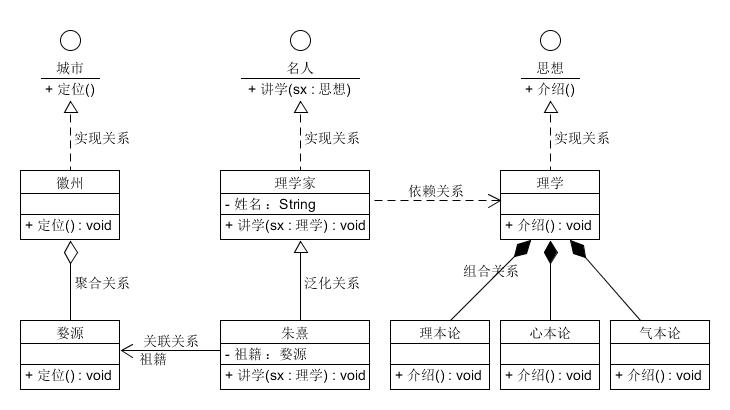 城市
名人
思想
+ 定位()
+ 讲学(sx : 思想)
+ 介绍()
实现关系
实现关系
实现关系
徽州
理学家
理学
- 姓名 : String
依赖关系
+ 定位() : void
+ 讲学(sx : 理学) : void
+ 介绍() : void
聚合关系
泛化关系
组合关系
婺源
朱熹
理本论
心本论
气本论
关联关系
祖籍
- 祖籍 : 婺源
+ 定位() : void
+ 讲学(sx : 理学) : void
+ 介绍() : void
+ 介绍() : void
+ 介绍() : void